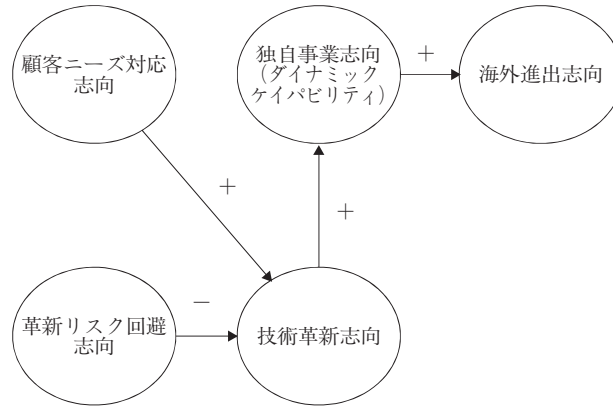 顧客ニーズ対応
志向
独自事業志向
（ダイナミック
ケイパビリティ）
＋
海外進出志向
＋
＋
革新リスク回避
志向
－
技術革新志向